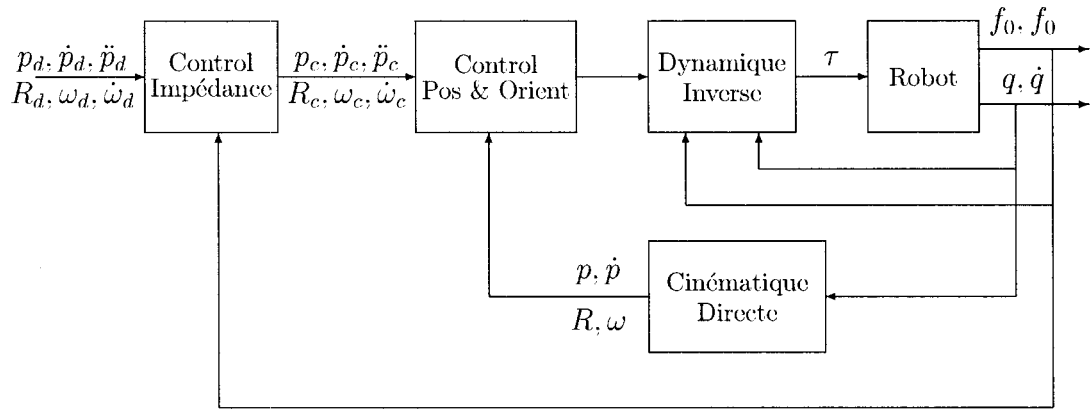 p_d, ṗ_d, p̈_d
R_d, ω_d, ω̇_d
Control
Impédance
p_c, ṗ_c, p̈_c
R_c, ω_c, ω̇_c
Control
Pos & Orient
Dynamique
Inverse
τ
Robot
f_0, f_0
q, q̇
p, ṗ
R, ω
Cinématique
Directe